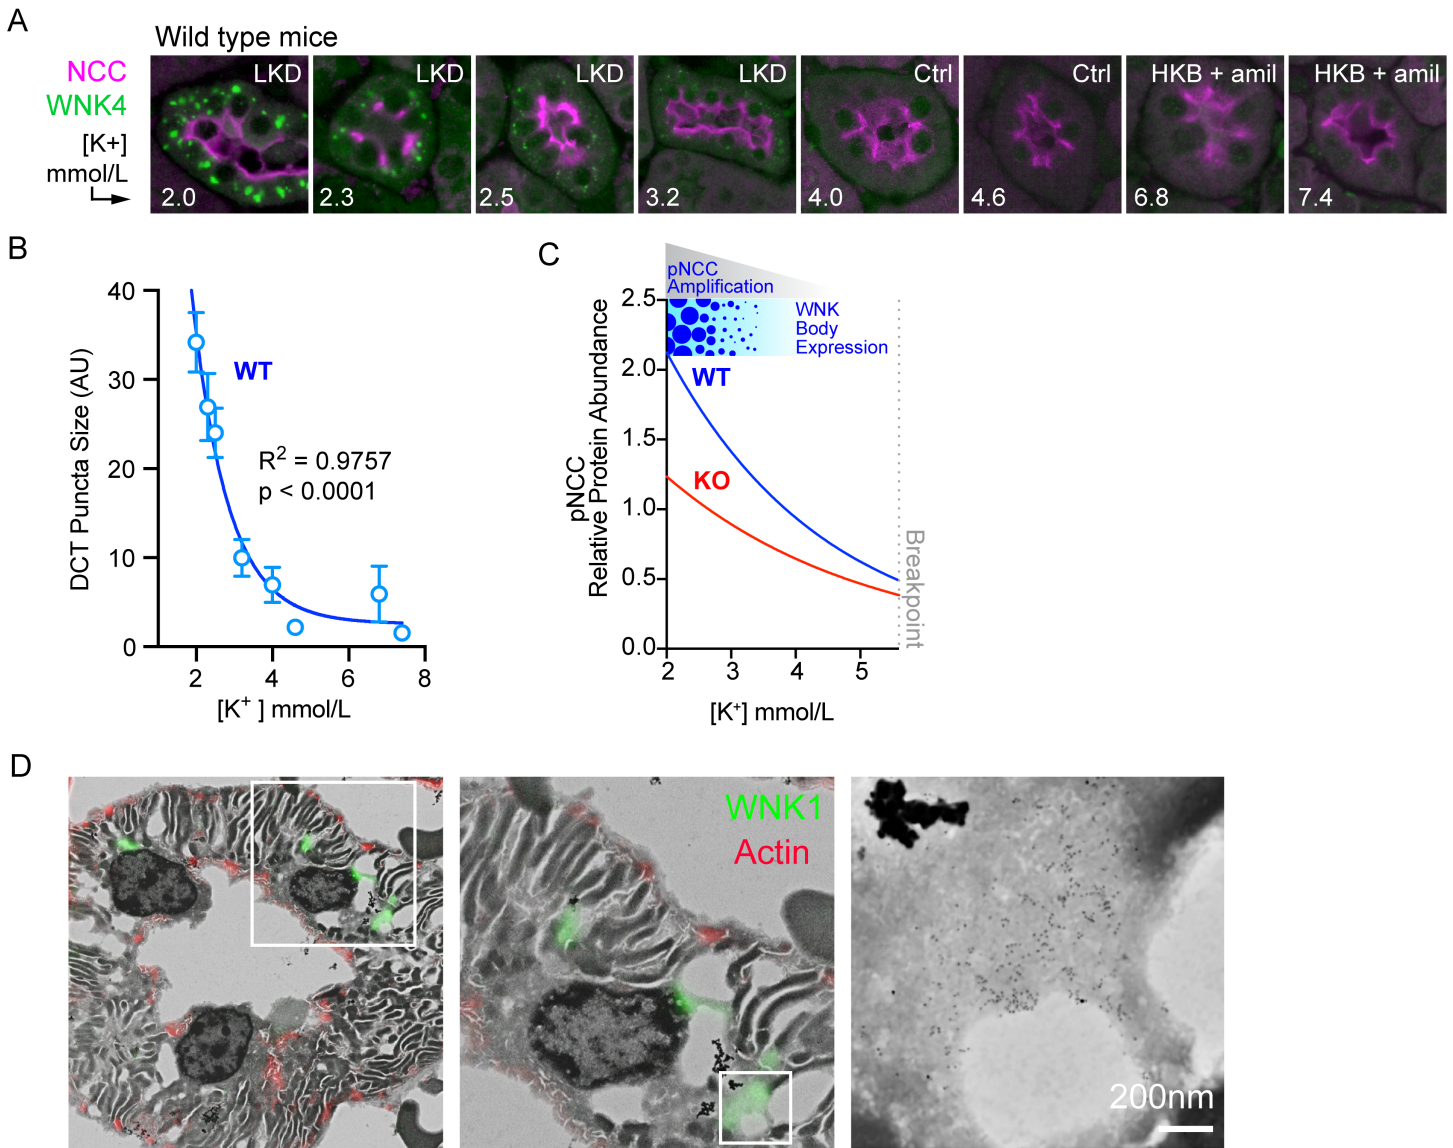 A
Wild type mice
NCC
WNK4
[K+]
mmol/L
LKD
2.0
LKD
2.3
LKD
2.5
LKD
3.2
Ctrl
4.0
Ctrl
4.6
HKB + amil
6.8
HKB + amil
7.4
B
DCT Puncta Size (AU)
40
30
20
10
0
WT
R² = 0.9757
p < 0.0001
2
4
6
8
[K⁺ ] mmol/L
C
pNCC
Amplification
WNK
Body
Expression
pNCC
Relative Protein Abundance
2.5
2.0
1.5
1.0
0.5
0.0
WT
KO
Breakpoint
2
3
4
5
[K⁺] mmol/L
D
WNK1
Actin
200nm